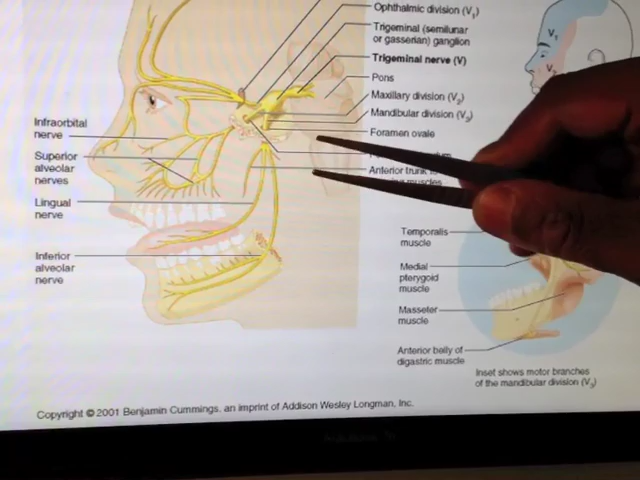 Ophthalmic division (V1)
Trigeminal (semilunar
or gasserian) ganglion
Trigeminal nerve (V)
Pons
Maxillary division (V2)
Mandibular division (V3)
Foramen ovale
Anterior trunk
muscles
Infraorbital
nerve
Superior
alveolar
nerves
Lingual
nerve
Inferior
alveolar
nerve
V1
V2
Temporalis
muscle
Medial
pterygoid
muscle
Masseter
muscle
Anterior belly of
digastric muscle
Inset shows motor branches
of the mandibular division (V3)
Copyright © 2001 Benjamin Cummings, an imprint of Addison Wesley Longman, Inc.